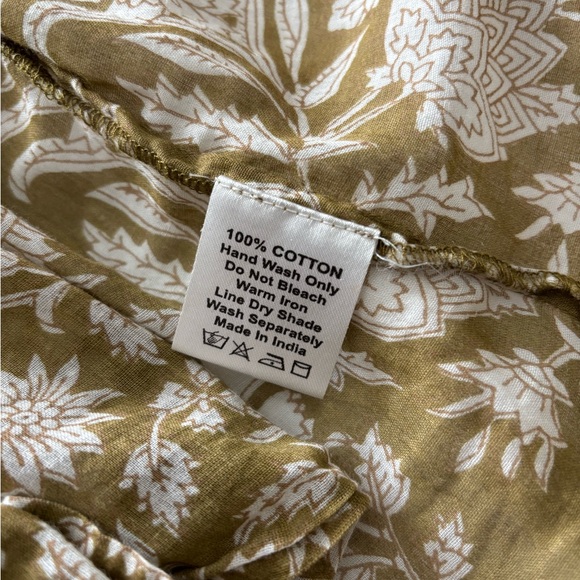 100% COTTON
Hand Wash Only
Do Not Bleach
Warm Iron
Line Dry Shade
Wash Separately
Made In India